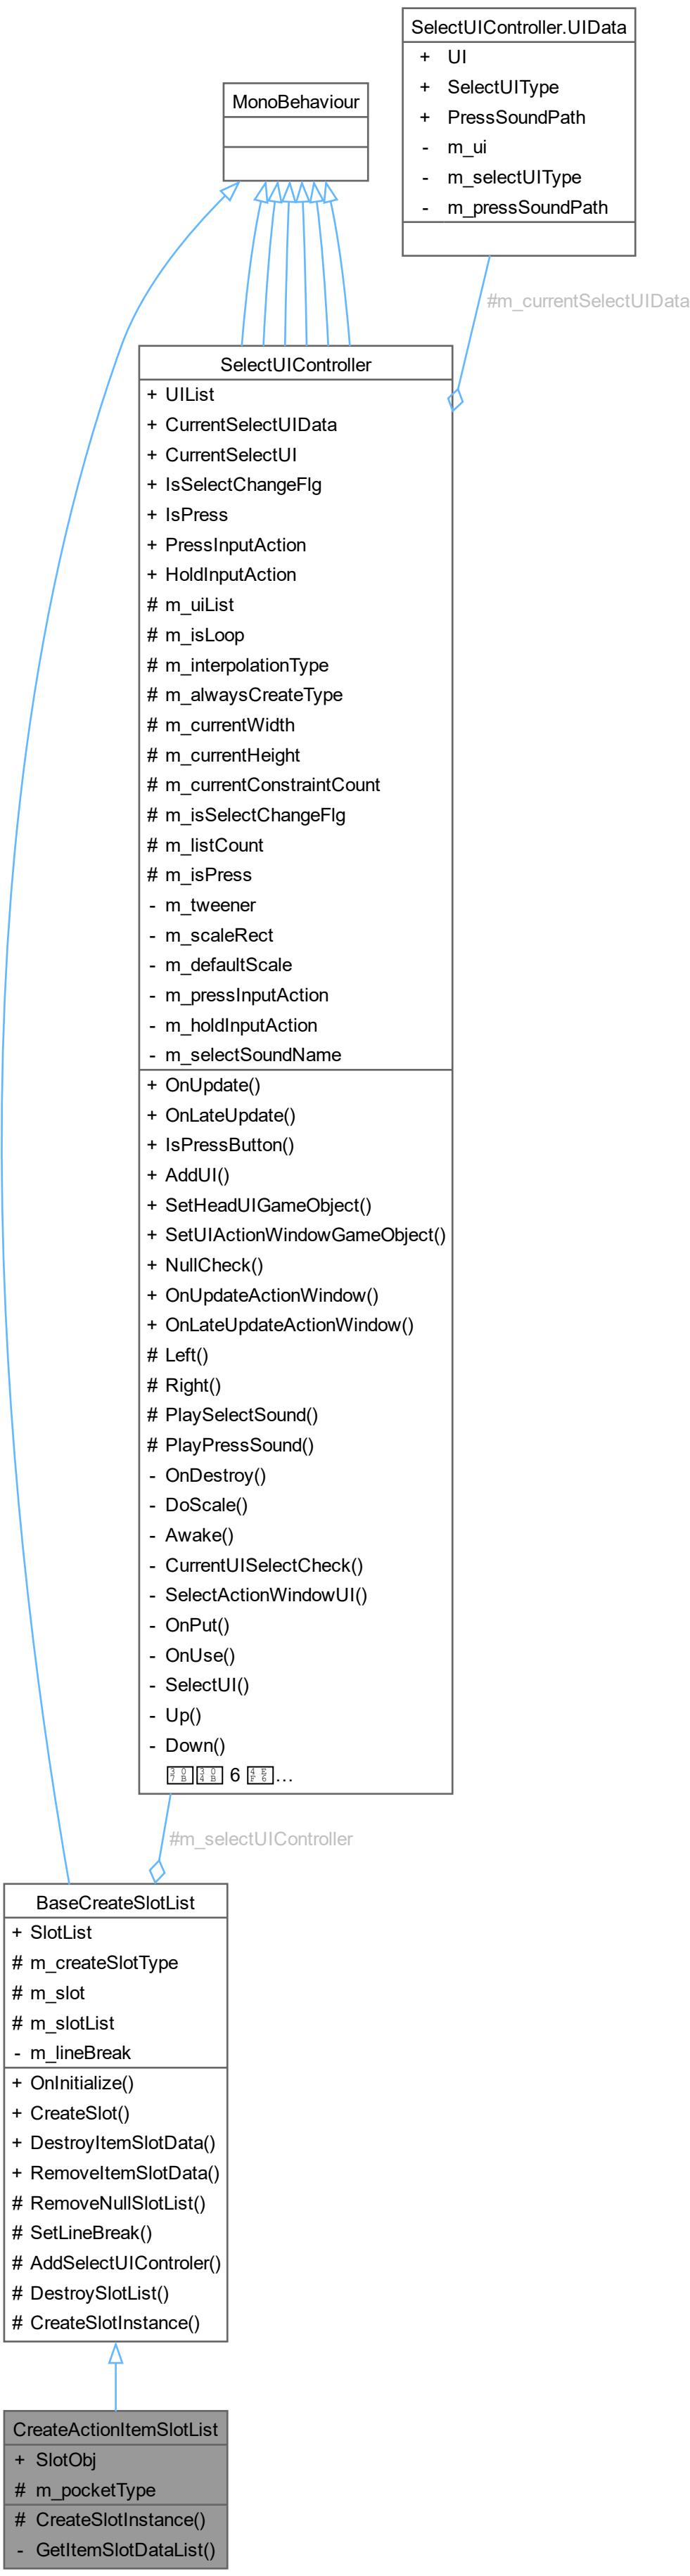 SelectUIController.UIData
+ UI
+ SelectUIType
+ PressSoundPath
- m_ui
- m_selectUIType
- m_pressSoundPath
MonoBehaviour
#m_currentSelectUIData
SelectUIController
+ UIList
+ CurrentSelectUIData
+ CurrentSelectUI
+ IsSelectChangeFlg
+ IsPress
+ PressInputAction
+ HoldInputAction
# m_uiList
# m_isLoop
# m_interpolationType
# m_alwaysCreateType
# m_currentWidth
# m_currentHeight
# m_currentConstraintCount
# m_isSelectChangeFlg
# m_listCount
# m_isPress
- m_tweener
- m_scaleRect
- m_defaultScale
- m_pressInputAction
- m_holdInputAction
- m_selectSoundName
+ OnUpdate()
+ OnLateUpdate()
+ IsPressButton()
+ AddUI()
+ SetHeadUIGameObject()
+ SetUIActionWindowGameObject()
+ NullCheck()
+ OnUpdateActionWindow()
+ OnLateUpdateActionWindow()
# Left()
# Right()
# PlaySelectSound()
# PlayPressSound()
- OnDestroy()
- DoScale()
- Awake()
- CurrentUISelectCheck()
- SelectActionWindowUI()
- OnPut()
- OnUse()
- SelectUI()
- Up()
- Down()
6 ...
#m_selectUIController
BaseCreateSlotList
+ SlotList
# m_createSlotType
# m_slot
# m_slotList
- m_lineBreak
+ OnInitialize()
+ CreateSlot()
+ DestroyItemSlotData()
+ RemoveItemSlotData()
# RemoveNullSlotList()
# SetLineBreak()
# AddSelectUIControler()
# DestroySlotList()
# CreateSlotInstance()
CreateActionItemSlotList
+ SlotObj
# m_pocketType
# CreateSlotInstance()
- GetItemSlotDataList()